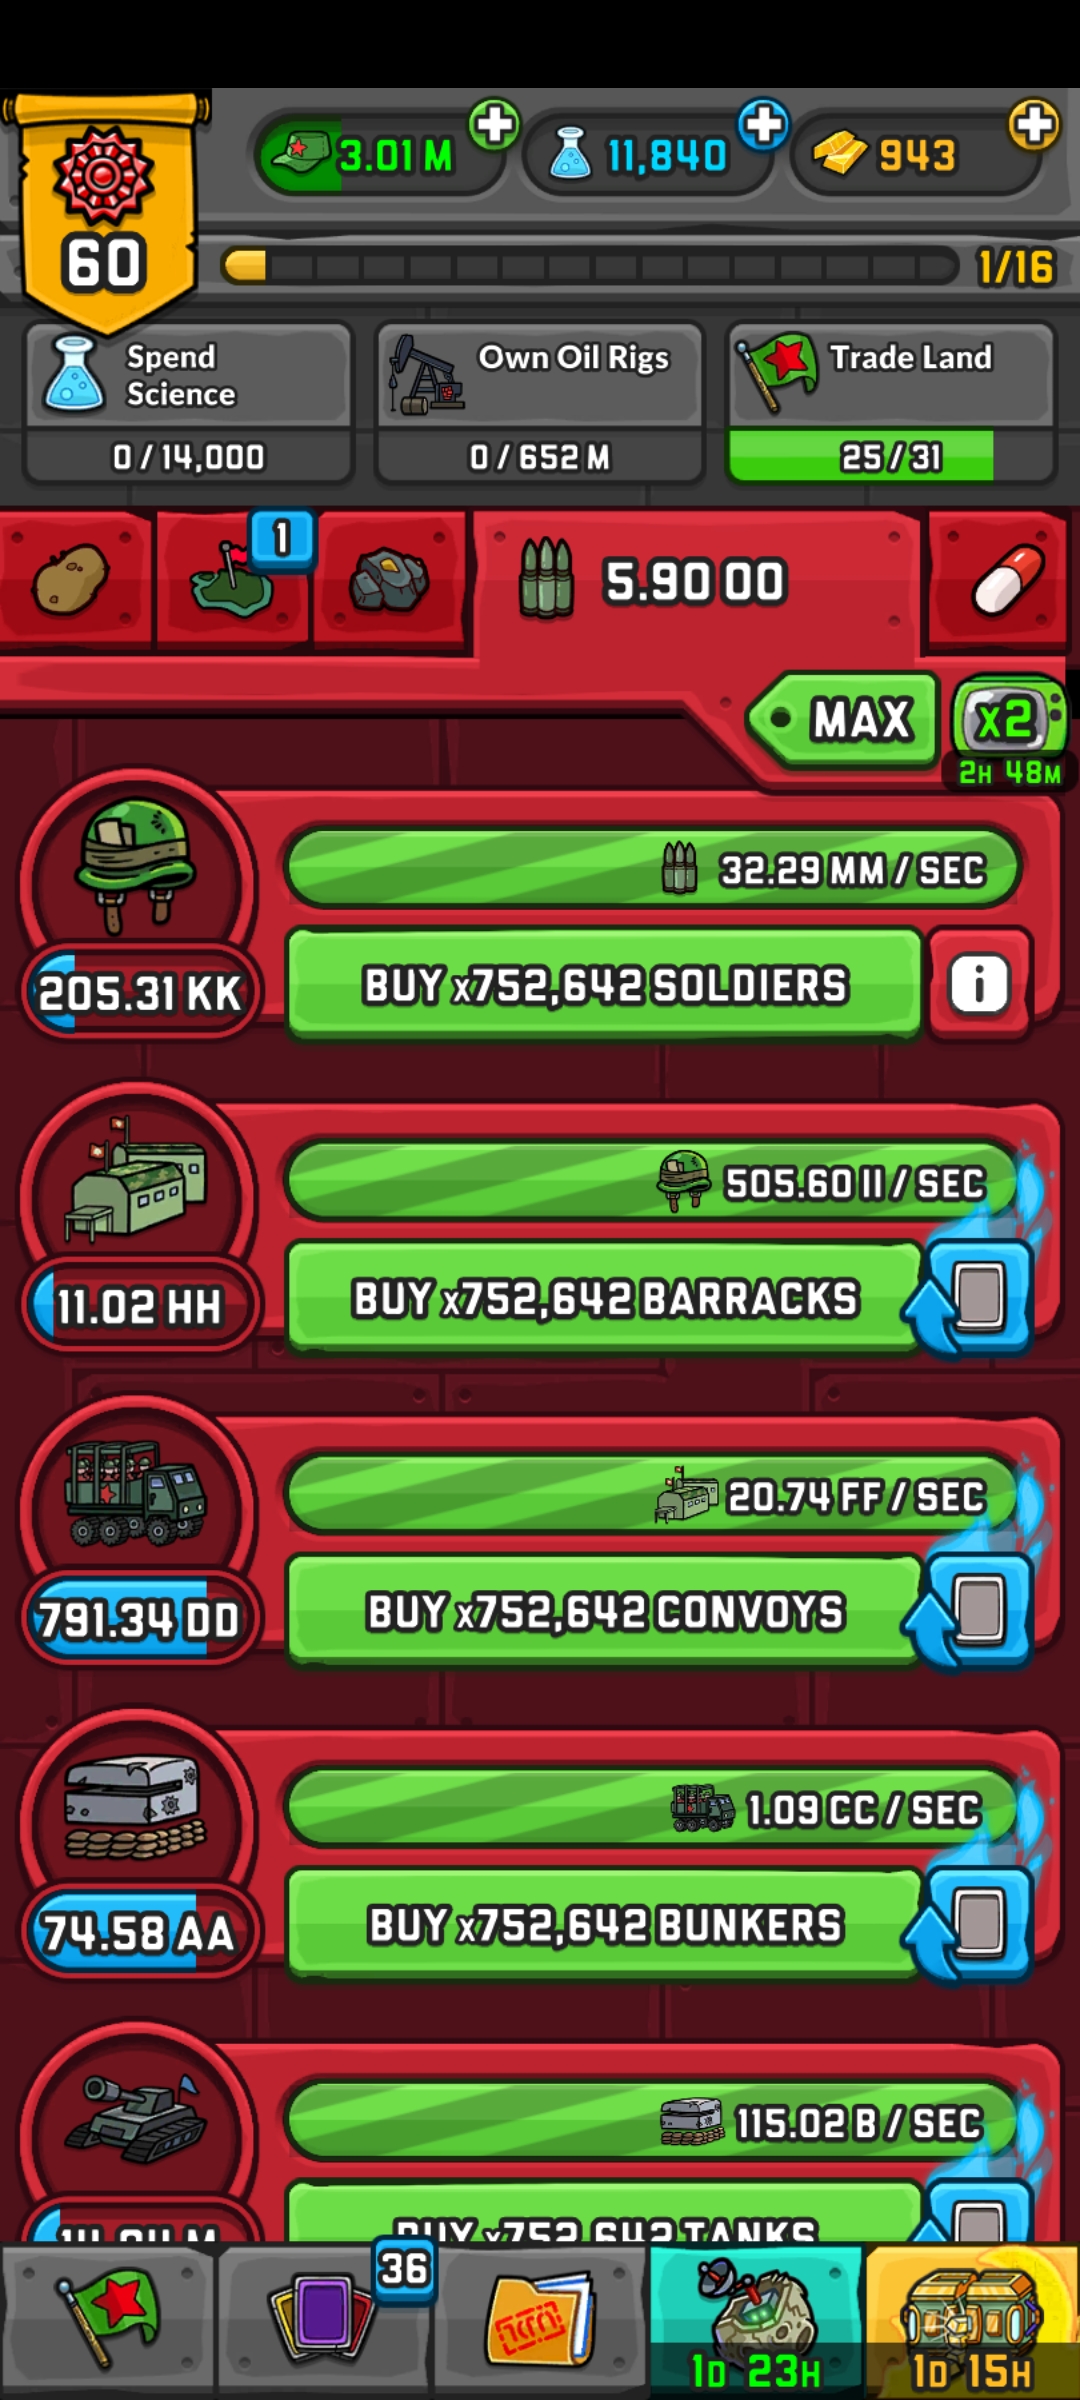 3.01 M
11,840
943
60
1/16
Spend
Science
0/14,000
Own Oil Rigs
0/652 M
Trade Land
25/31
1
5.90 OO
MAX
x2
2H 48M
32.29 MM / SEC
205.31 KK
BUY x752,642 SOLDIERS
i
505.60 II / SEC
11.02 HH
BUY x752,642 BARRACKS
20.74 FF / SEC
791.34 DD
BUY x752,642 CONVOYS
1.09 CC / SEC
74.58 AA
BUY x752,642 BUNKERS
115.02 B / SEC
BUY x752,642 TANKS
36
1D 23H
1D 15H